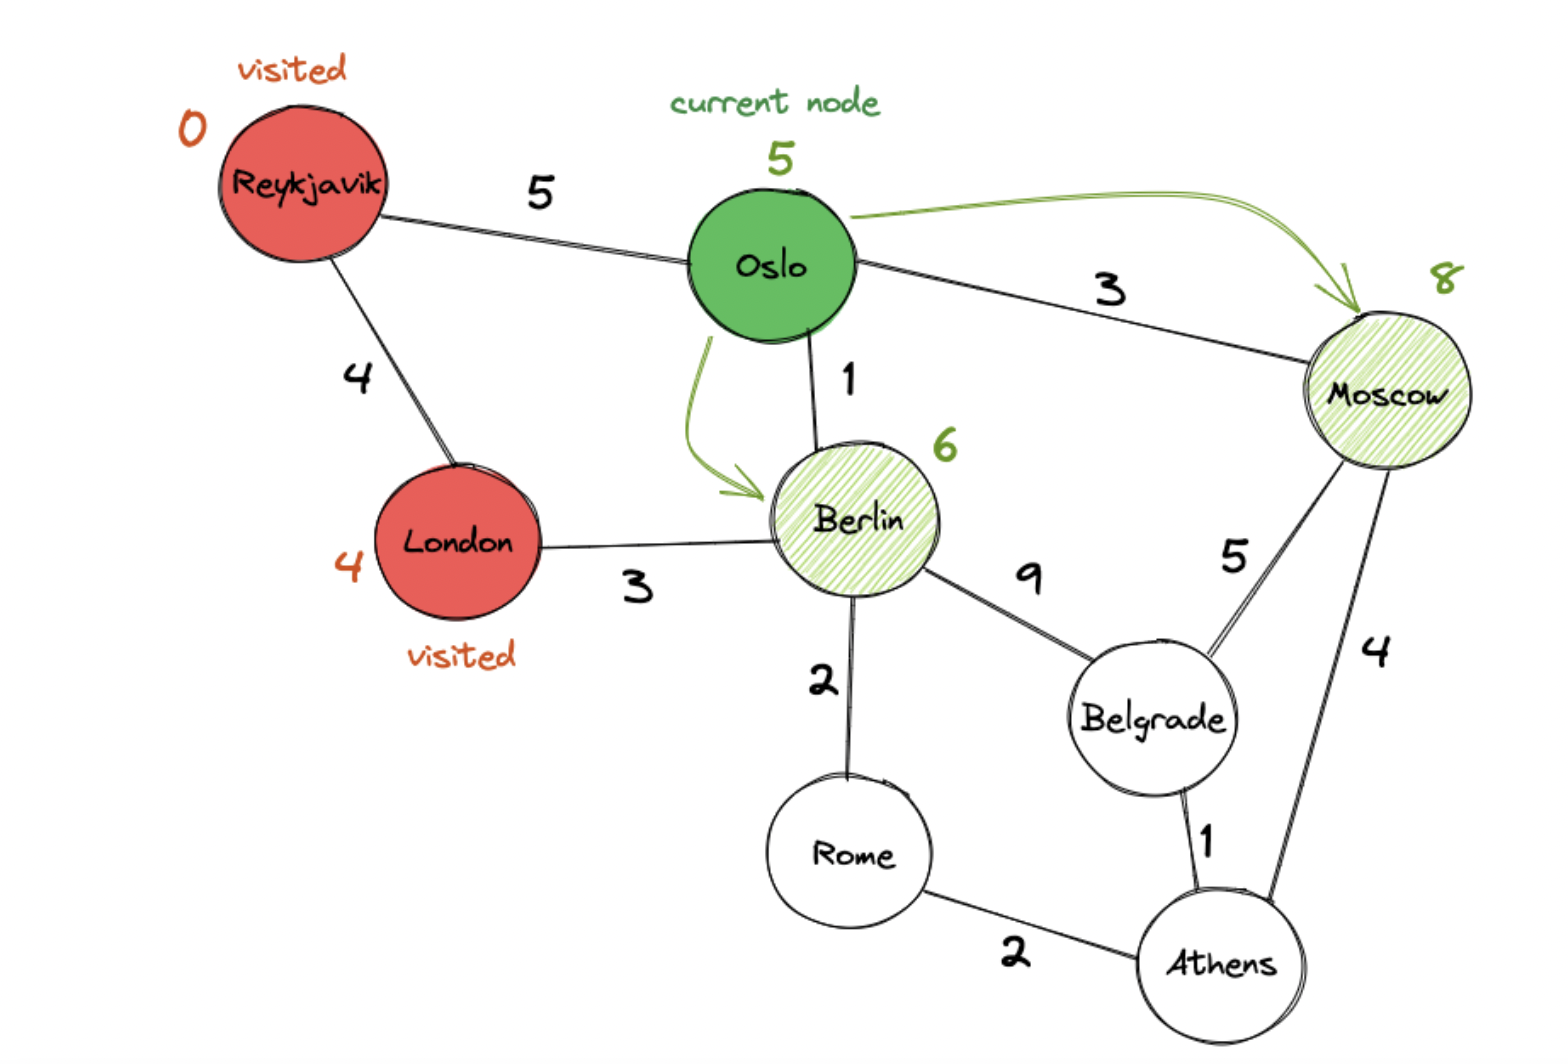 visited
0
Reykjavik
current node
5
5
Oslo
3
8
Moscow
4
1
6
Berlin
London
4
3
9
5
visited
2
4
Belgrade
Rome
1
2
Athens